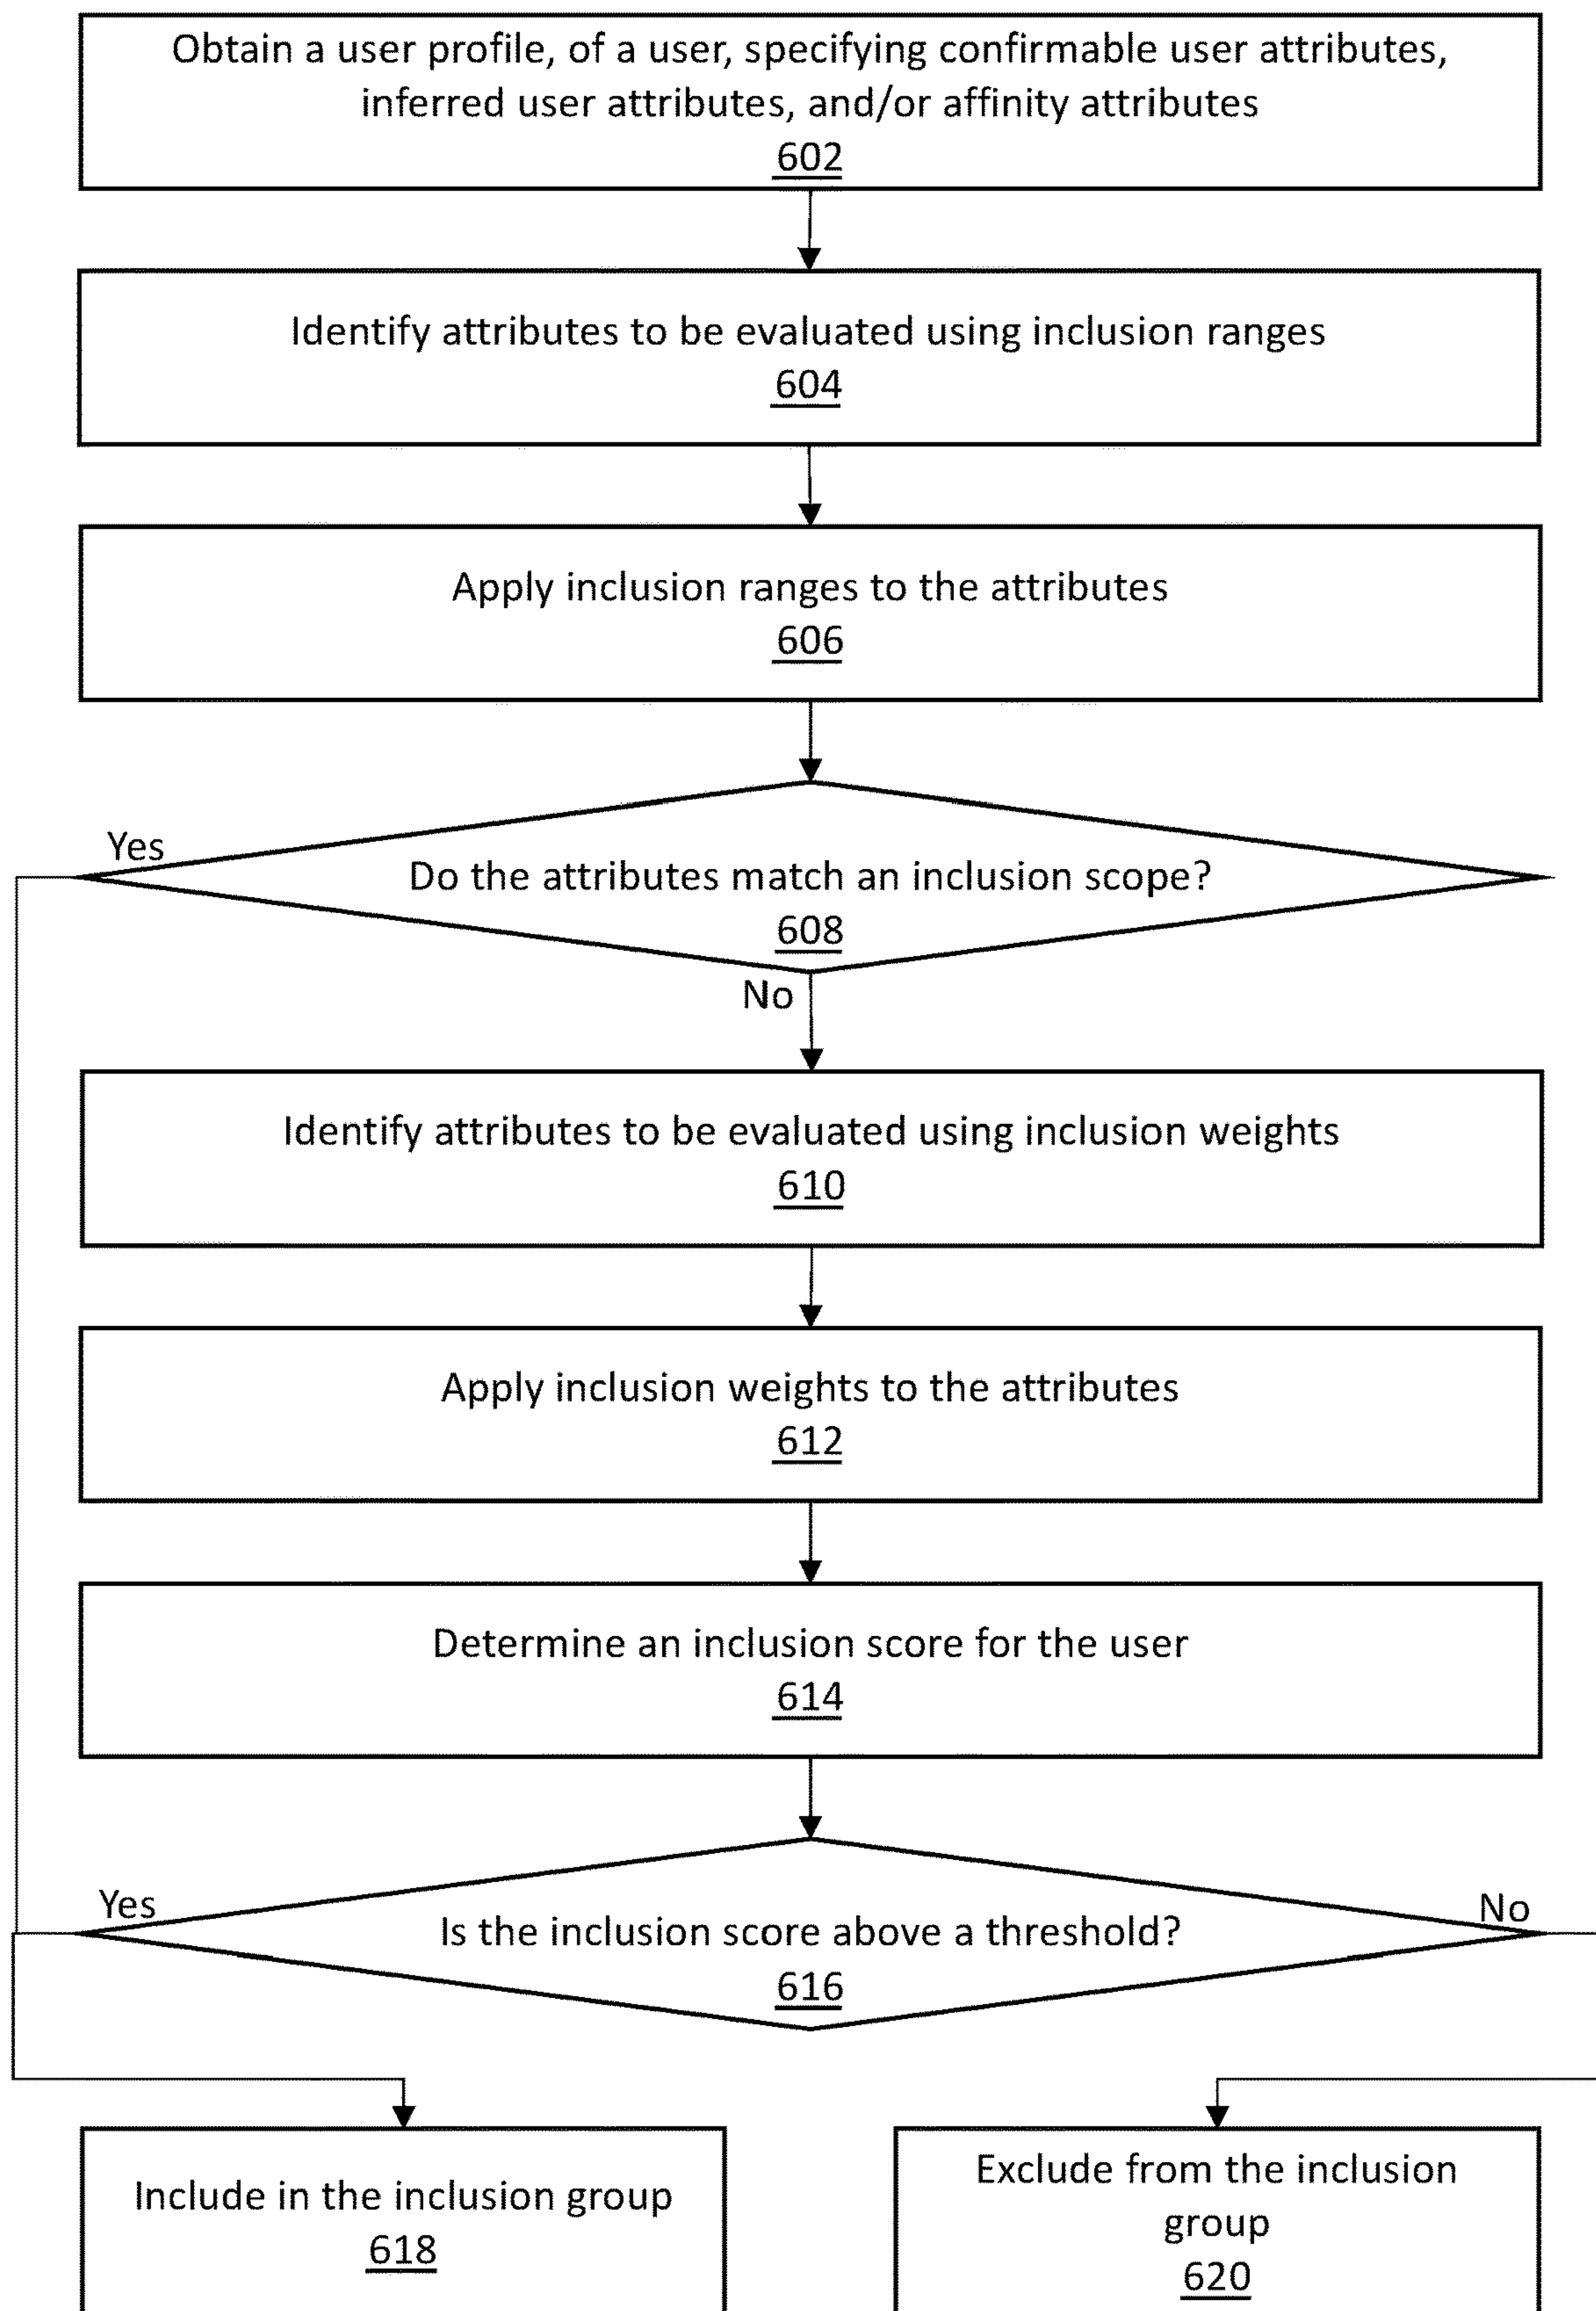 Obtain a user profile, of a user, specifying confirmable user attributes,
inferred user attributes, and/or affinity attributes
602
Identify attributes to be evaluated using inclusion ranges
604
Apply inclusion ranges to the attributes
606
Yes
Do the attributes match an inclusion scope?
608
No
Identify attributes to be evaluated using inclusion weights
610
Apply inclusion weights to the attributes
612
Determine an inclusion score for the user
614
Yes
No
Is the inclusion score above a threshold?
616
Include in the inclusion group
618
Exclude from the inclusion
group
620